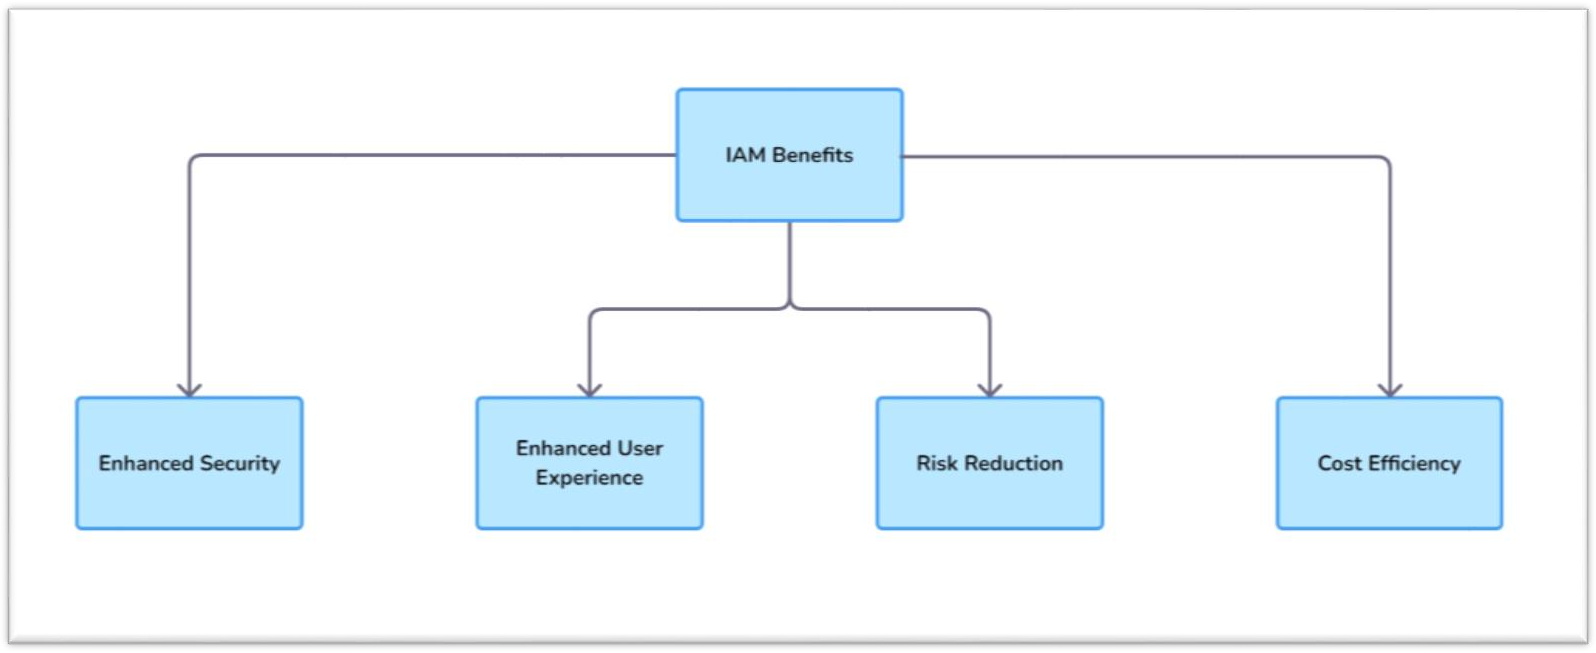 IAM Benefits
Enhanced Security
Enhanced User
Experience
Risk Reduction
Cost Efficiency